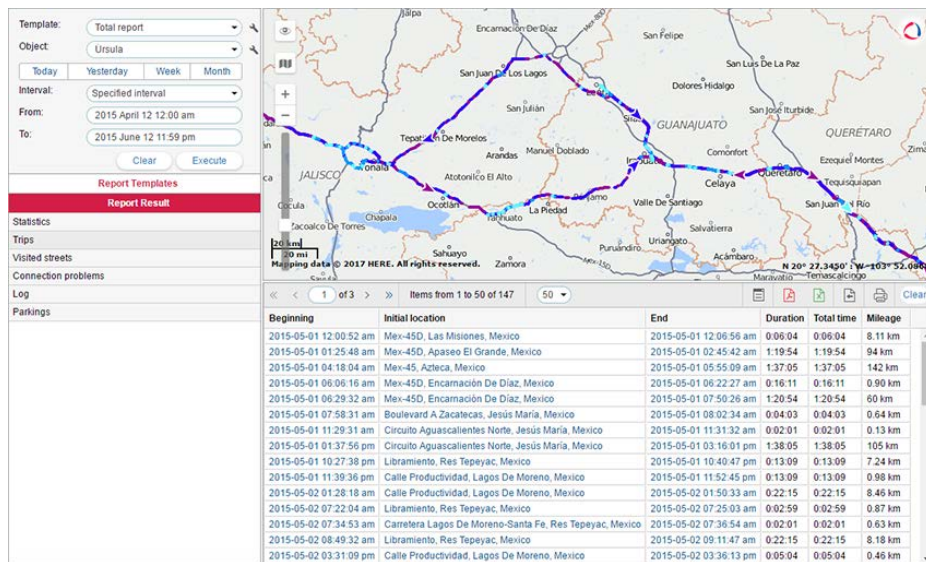 Template:
Total report
Object:
Ursula
Today Yesterday Week Month
Interval:
Specified interval
From:
2015 April 12 12:00 am
To:
2015 June 12 11:59 pm
Clear Execute
Report Templates
Report Result
Statistics
Trips
Visited streets
Connection problems
Log
Parkings
Jalpa
Encarnación De Díaz
Mex-80D
San Felipe
San Luis De La Paz
San Juan De Los Lagos
Dolores Hidalgo
San Julián
San José Iturbide
GUANAJUATO
QUERÉTARO
Tepatitlán De Morelos
Manuel Doblado
Arandas
Comonfort
Ezequiel Montes
JALISCO
Tonala
Atotonilco El Alto
Celaya
Querétaro
Tequisquiapan
Cocula
Ocotlán
La Piedad
Valle De Santiago
San Juan Del Río
Chapala
Salvatierra
Zacoalco De Torres
Yurécuaro
Uriangato
Sahuayo
Zamora
Puruandiro
Mex-15D
Acámbaro
Maravatio
Temascalcingo
20 km
20 mi
Mapping data © 2017 HERE. All rights reserved.
N 20° 27.3450' : W -103° 52.086
1 of 3 Items from 1 to 50 of 147 50 Clear
Beginning Initial location End Duration Total time Mileage
2015-05-01 12:00:52 am Mex-45D, Las Misiones, Mexico 2015-05-01 12:06:56 am 0:06:04 0:06:04 8.11 km
2015-05-01 01:25:48 am Mex-45D, Apaseo El Grande, Mexico 2015-05-01 02:45:42 am 1:19:54 1:19:54 94 km
2015-05-01 04:18:04 am Mex-45, Azteca, Mexico 2015-05-01 05:55:09 am 1:37:05 1:37:05 142 km
2015-05-01 06:06:16 am Mex-45D, Encarnación De Díaz, Mexico 2015-05-01 06:22:27 am 0:16:11 0:16:11 0.90 km
2015-05-01 06:29:32 am Mex-45D, Encarnación De Díaz, Mexico 2015-05-01 07:50:26 am 1:20:54 1:20:54 60 km
2015-05-01 07:58:31 am Boulevard A Zacatecas, Jesús María, Mexico 2015-05-01 08:02:34 am 0:04:03 0:04:03 0.64 km
2015-05-01 11:29:31 am Circuito Aguascalientes Norte, Jesús María, Mexico 2015-05-01 11:31:32 am 0:02:01 0:02:01 0.13 km
2015-05-01 01:37:56 pm Circuito Aguascalientes Norte, Jesús María, Mexico 2015-05-01 03:16:01 pm 1:38:05 1:38:05 105 km
2015-05-01 10:27:38 pm Libramiento, Res Tepeyac, Mexico 2015-05-01 10:40:47 pm 0:13:09 0:13:09 7.24 km
2015-05-01 11:39:36 pm Calle Productividad, Lagos De Moreno, Mexico 2015-05-01 11:52:45 pm 0:13:09 0:13:09 0.98 km
2015-05-02 01:28:18 am Calle Productividad, Lagos De Moreno, Mexico 2015-05-02 01:50:33 am 0:22:15 0:22:15 8.46 km
2015-05-02 07:22:04 am Libramiento, Res Tepeyac, Mexico 2015-05-02 07:25:03 am 0:02:59 0:02:59 0.87 km
2015-05-02 07:34:53 am Carretera Lagos De Moreno-Santa Fe, Res Tepeyac, Mexico 2015-05-02 07:36:54 am 0:02:01 0:02:01 0.63 km
2015-05-02 08:49:32 am Libramiento, Res Tepeyac, Mexico 2015-05-02 09:11:47 am 0:22:15 0:22:15 8.18 km
2015-05-02 03:31:09 pm Calle Productividad, Lagos De Moreno, Mexico 2015-05-02 03:36:13 pm 0:05:04 0:05:04 0.46 km